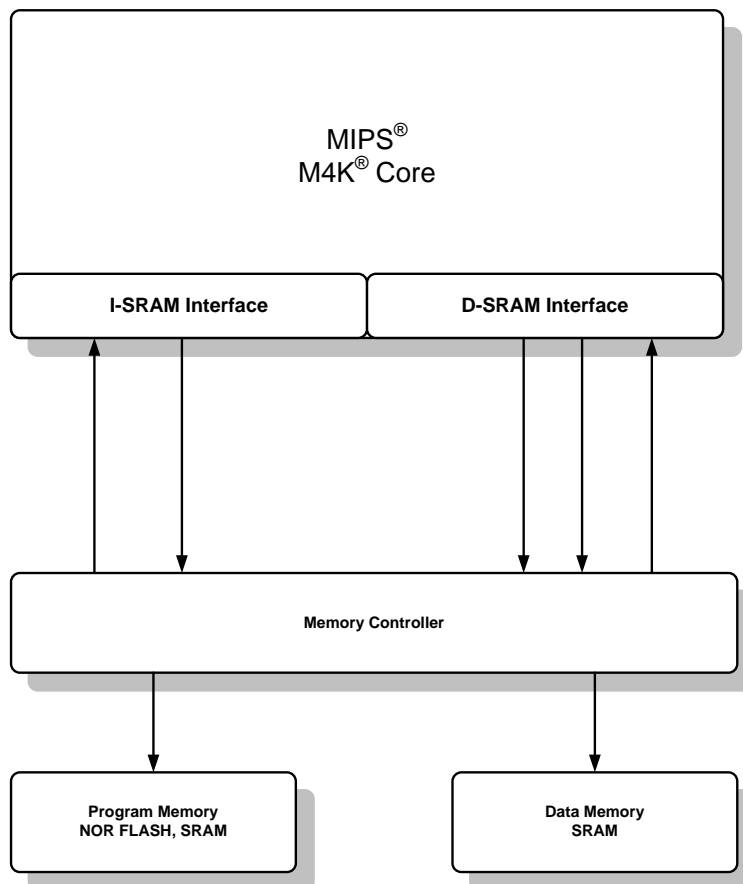 MIPS®
M4K® Core
I-SRAM Interface
D-SRAM Interface
Memory Controller
Program Memory
NOR FLASH, SRAM
Data Memory
SRAM